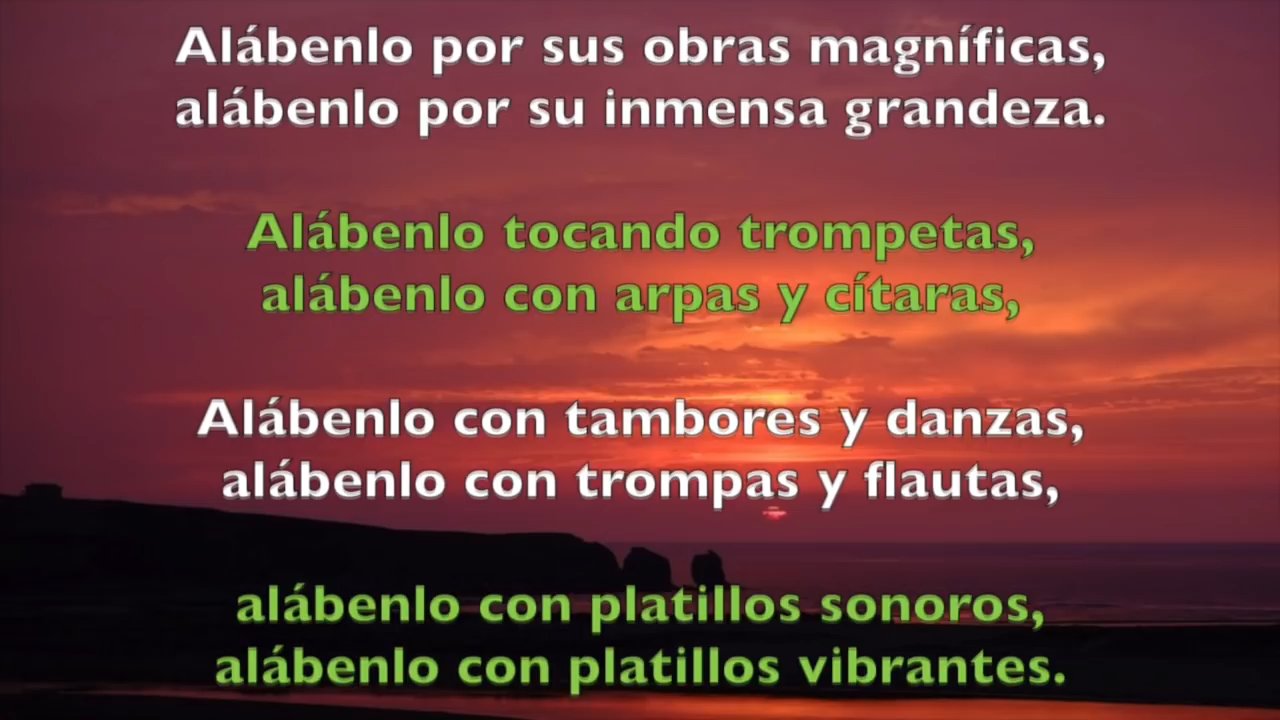 Alábenlo por sus obras magníficas,
alábenlo por su inmensa grandeza.
Alábenlo tocando trompetas,
alábenlo con arpas y cítaras,
Alábenlo con tambores y danzas,
alábenlo con trompas y flautas,
alábenlo con platillos sonoros,
alábenlo con platillos vibrantes.